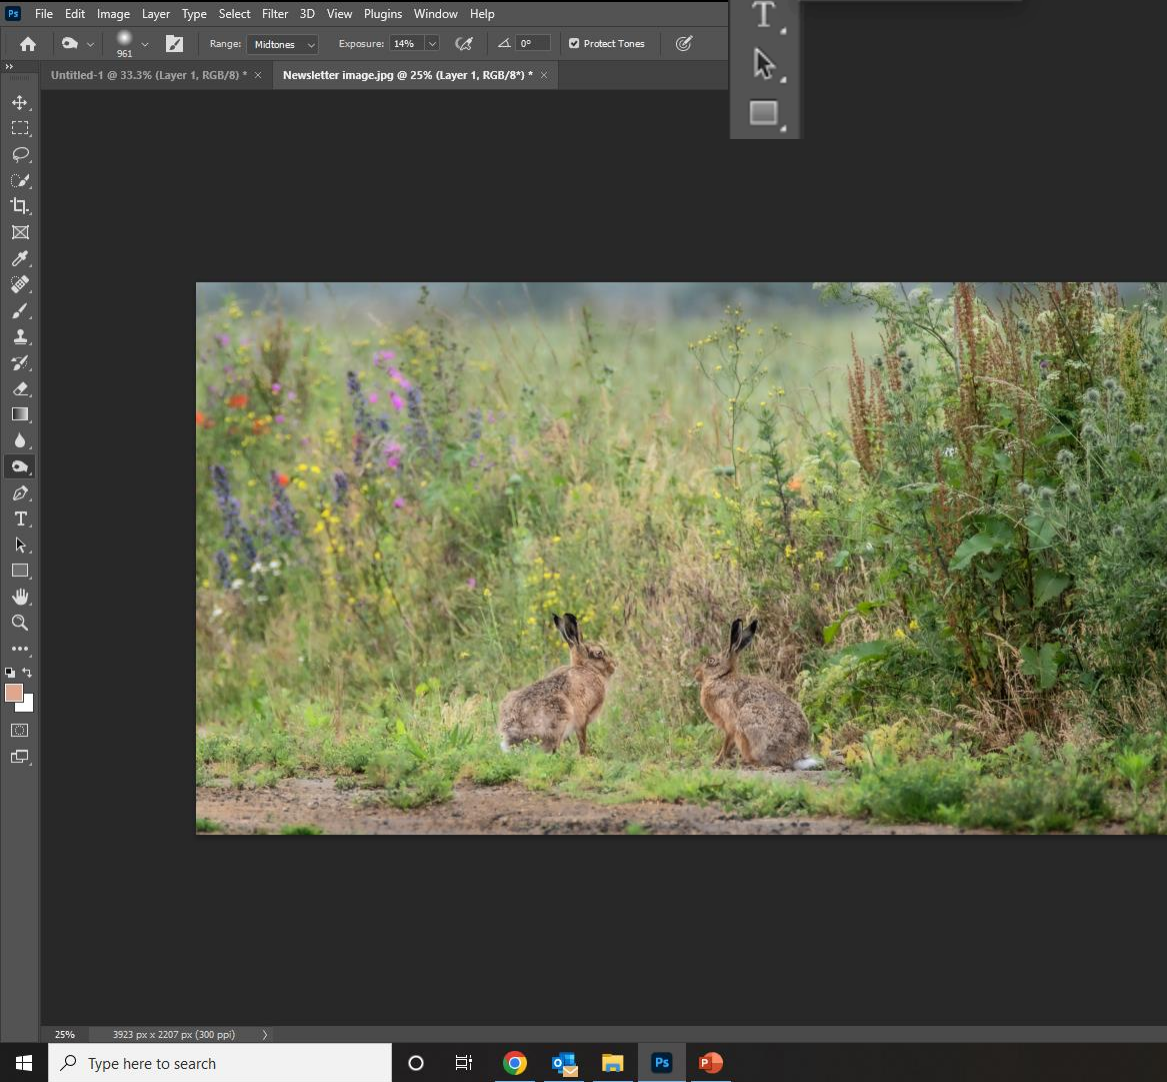 Ps File Edit Image Layer Type Select Filter 3D View Plugins Window Help
T
961 Range: Midtones Exposure: 14% 0° Protect Tones
Untitled-1 @ 33.3% (Layer 1, RGB/8) * × Newsletter image.jpg @ 25% (Layer 1, RGB/8*) * ×
T
25% 3923 px x 2207 px (300 ppi)
Type here to search
O
Ps
P